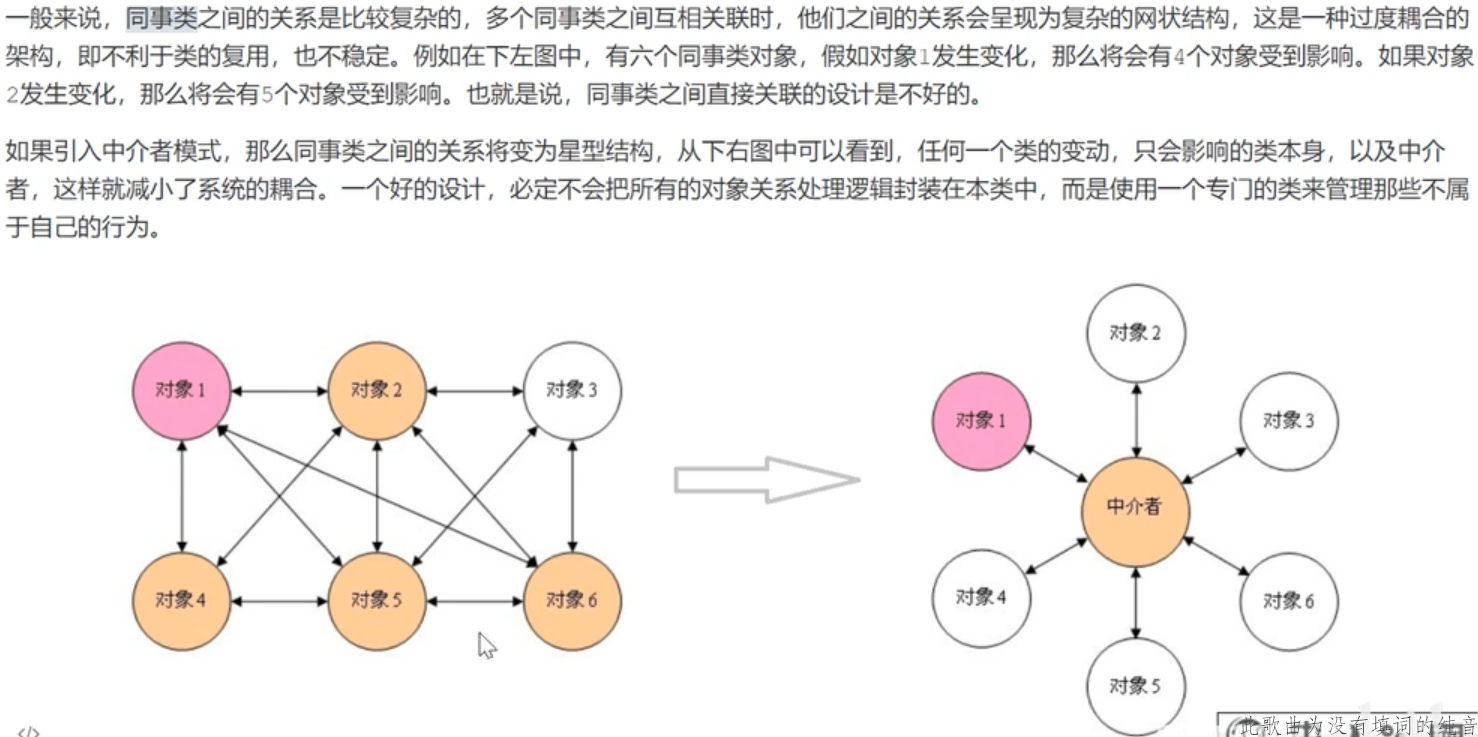 一般来说，同事类之间的关系是比较复杂的，多个同事类之间互相关联时，他们之间的关系会呈现为复杂的网状结构，这是一种过度耦合的
架构，即不利于类的复用，也不稳定。例如在下左图中，有六个同事类对象，假如对象1发生变化，那么将会有4个对象受到影响。如果对象
2发生变化，那么将会有5个对象受到影响。也就是说，同事类之间直接关联的设计是不好的。
如果引入中介者模式，那么同事类之间的关系将变为星型结构，从下右图中可以看到，任何一个类的变动，只会影响的类本身，以及中介
者，这样就减小了系统的耦合。一个好的设计，必定不会把所有的对象关系处理逻辑封装在本类中，而是使用一个专门的类来管理那些不属
于自己的行为。
对象1
对象2
对象3
对象4
对象5
对象6
对象2
对象1
对象3
中介者
对象4
对象6
对象5
此歌曲为没有填词的纯音